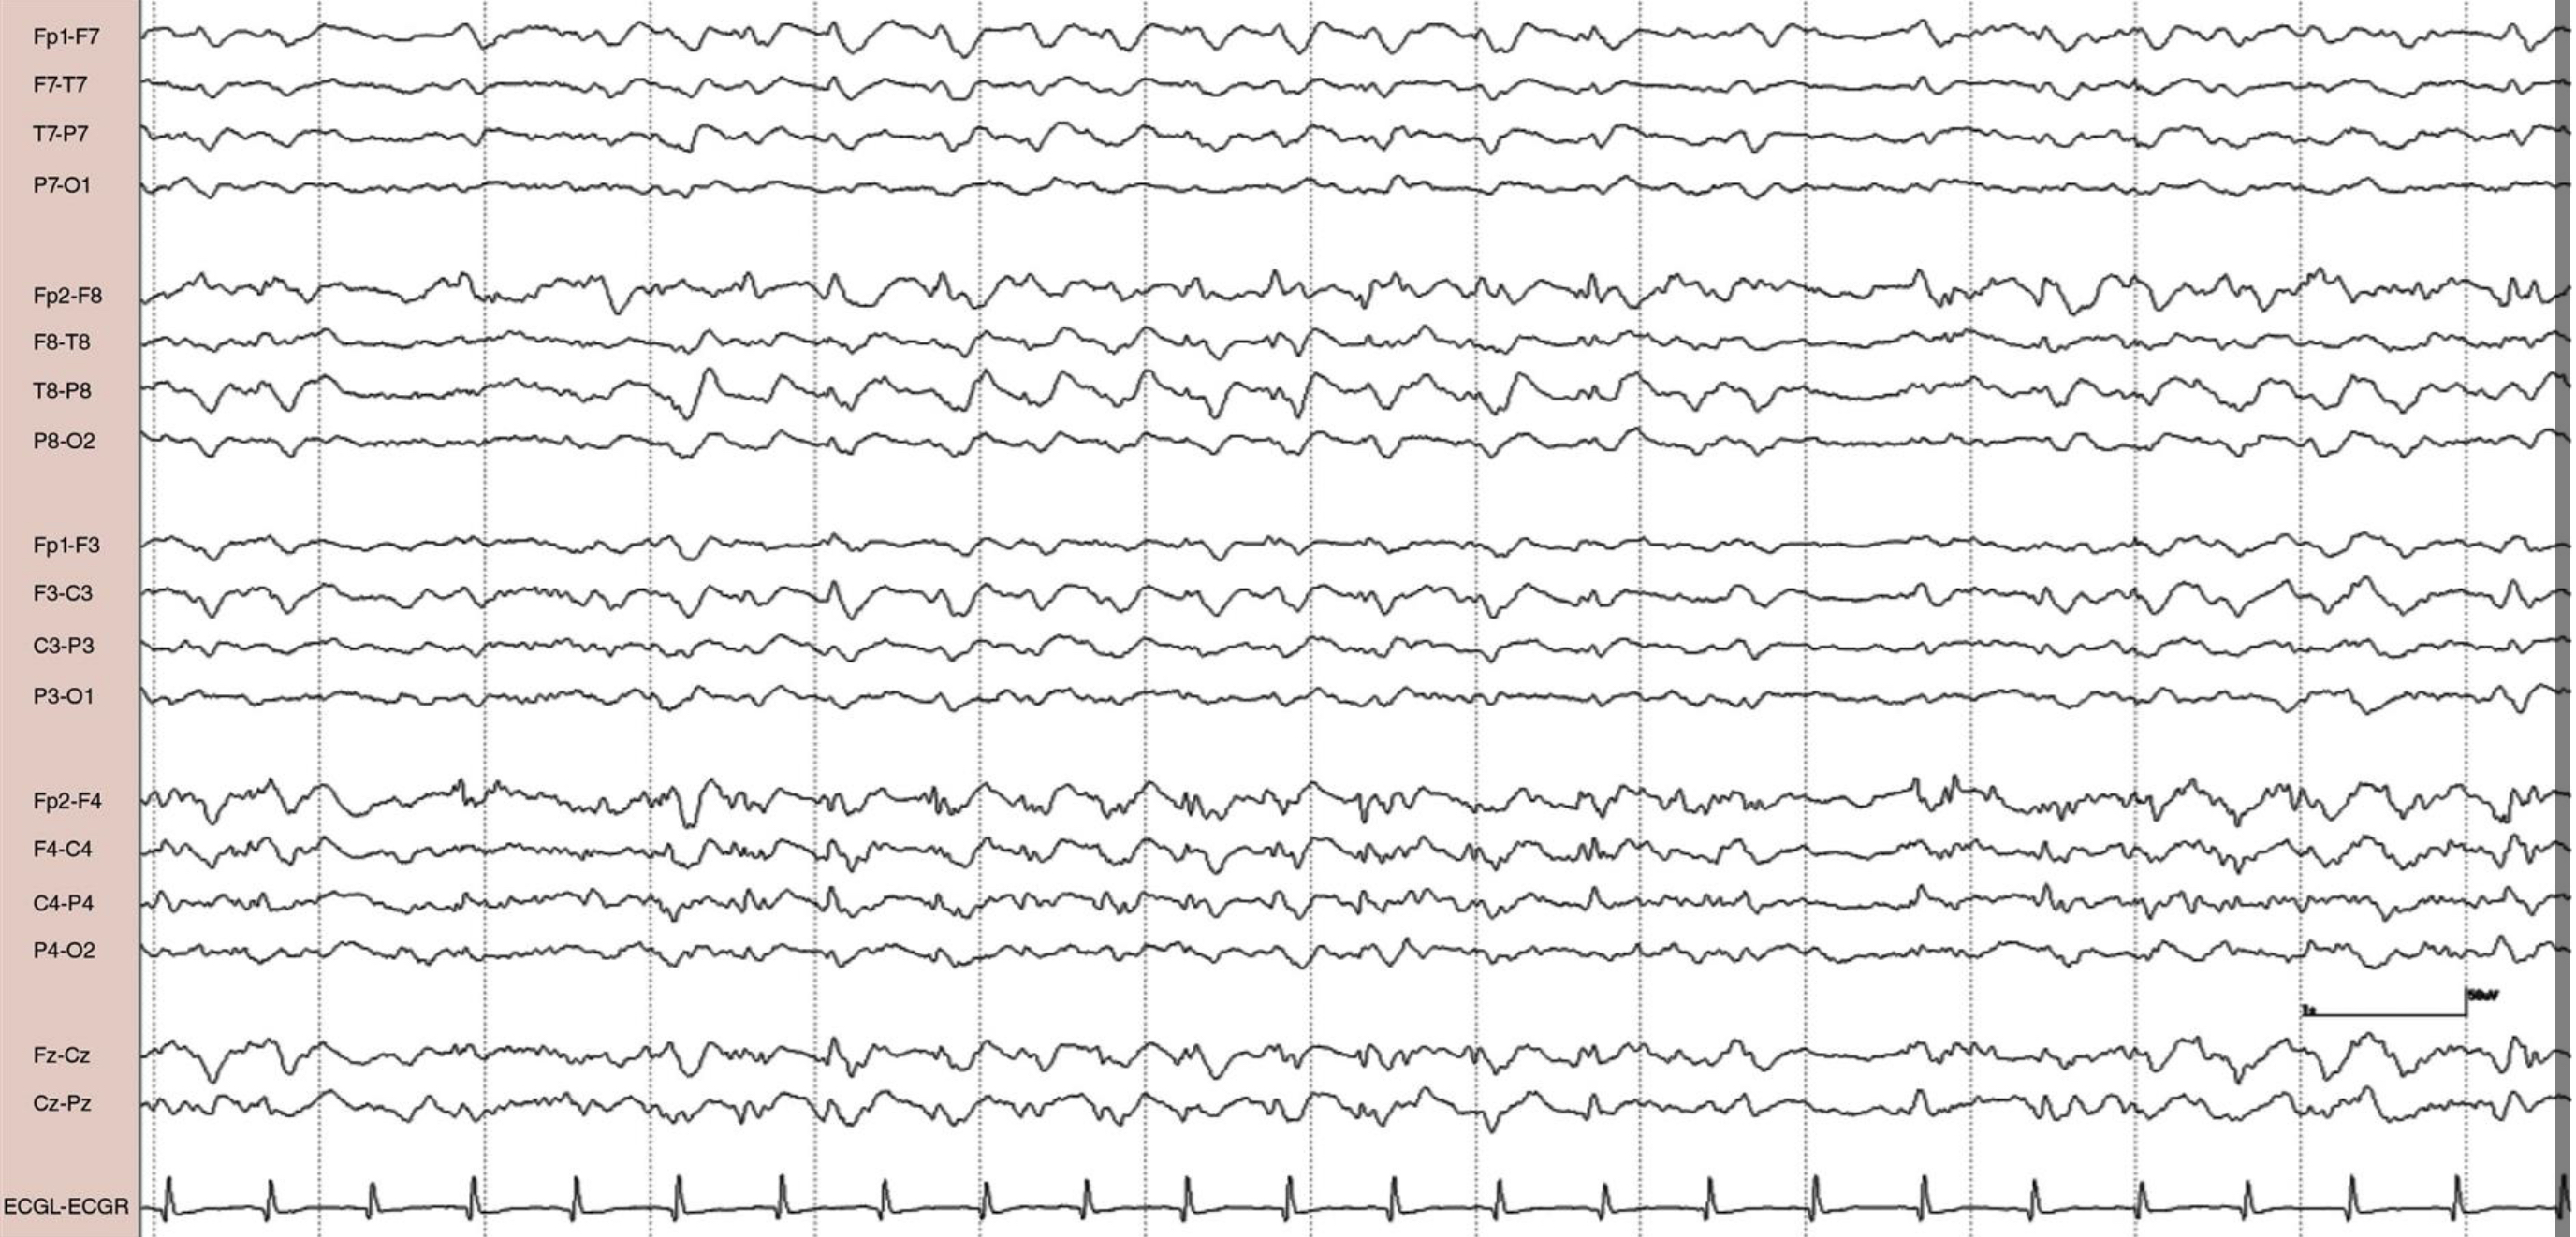 Fp1-F7
F7-T7
T7-P7
P7-O1
Fp2-F8
F8-T8
T8-P8
P8-O2
Fp1-F3
F3-C3
C3-P3
P3-O1
Fp2-F4
F4-C4
C4-P4
P4-O2
1s 50uV
Fz-Cz
Cz-Pz
ECGL-ECGR